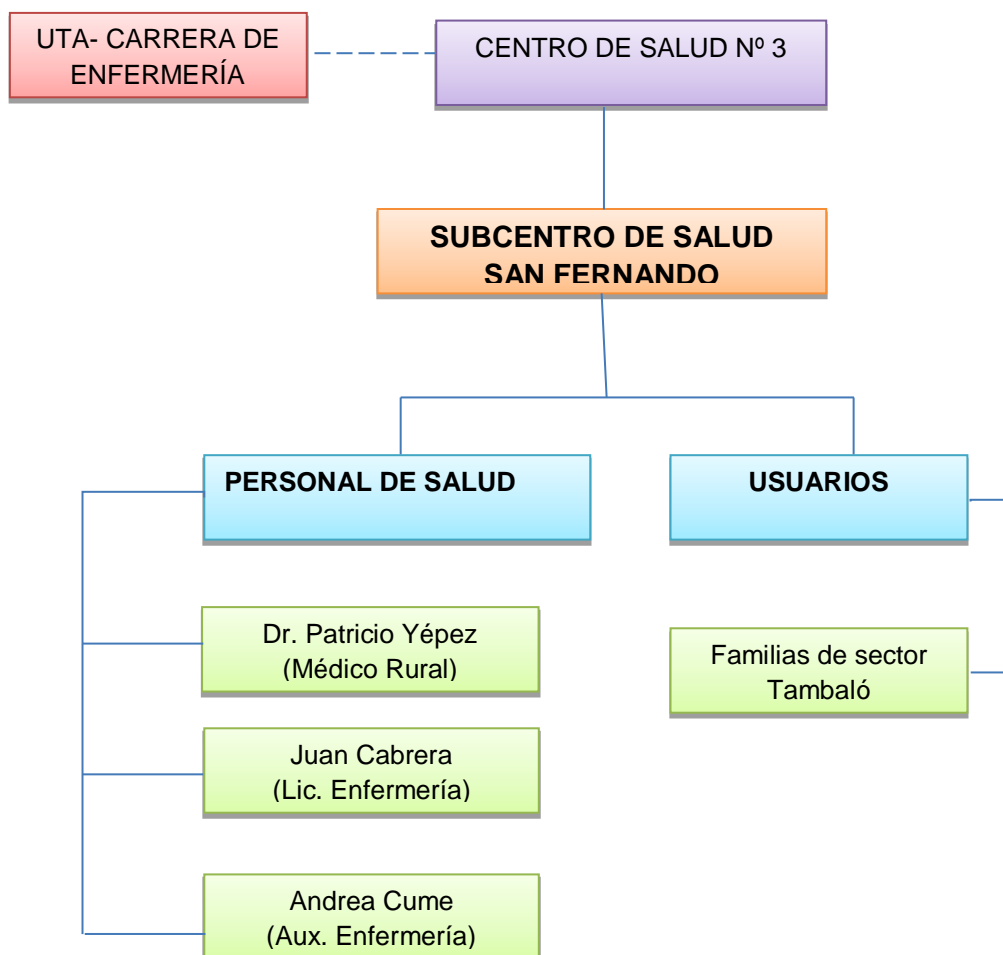 UTA- CARRERA DE
ENFERMERÍA
CENTRO DE SALUD Nº 3
SUBCENTRO DE SALUD
SAN FERNANDO
PERSONAL DE SALUD
USUARIOS
Dr. Patricio Yépez
(Médico Rural)
Familias de sector
Tambaló
Juan Cabrera
(Lic. Enfermería)
Andrea Cume
(Aux. Enfermería)